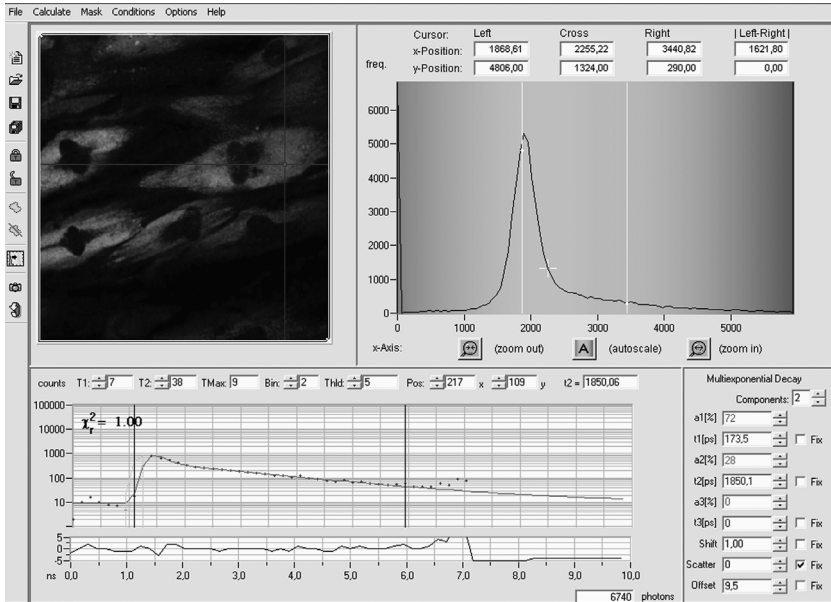 File Calculate Mask Conditions Options Help
Cursor: Left Cross Right | Left-Right |
x-Position: 1868,61 2255,22 3440,82 1621,80
y-Position: 4806,00 1324,00 290,00 0,00
freq.
6000
5000
4000
3000
2000
1000
0
0 1000 2000 3000 4000 5000
x-Axis: (zoom out) A (autoscale) (zoom in)
counts T1: 7 T2: 38 TMax: 9 Bin: 2 Thld: 5 Pos: 217 x 109 y t2 = 1850,06
100000
χ²r = 1.00
10000
1000
100
10
5
0
-5
ns 0,0 1,0 2,0 3,0 4,0 5,0 6,0 7,0 8,0 9,0 10,0
6740 photons
Multiexponential Decay
Components: 2
a1[%] 72
t1[ps] 173,5 Fix
a2[%] 28
t2[ps] 1850,1 Fix
a3[%] 0
t3[ps] 0 Fix
Shift 1,00 Fix
Scatter 0 Fix
Offset 9,5 Fix